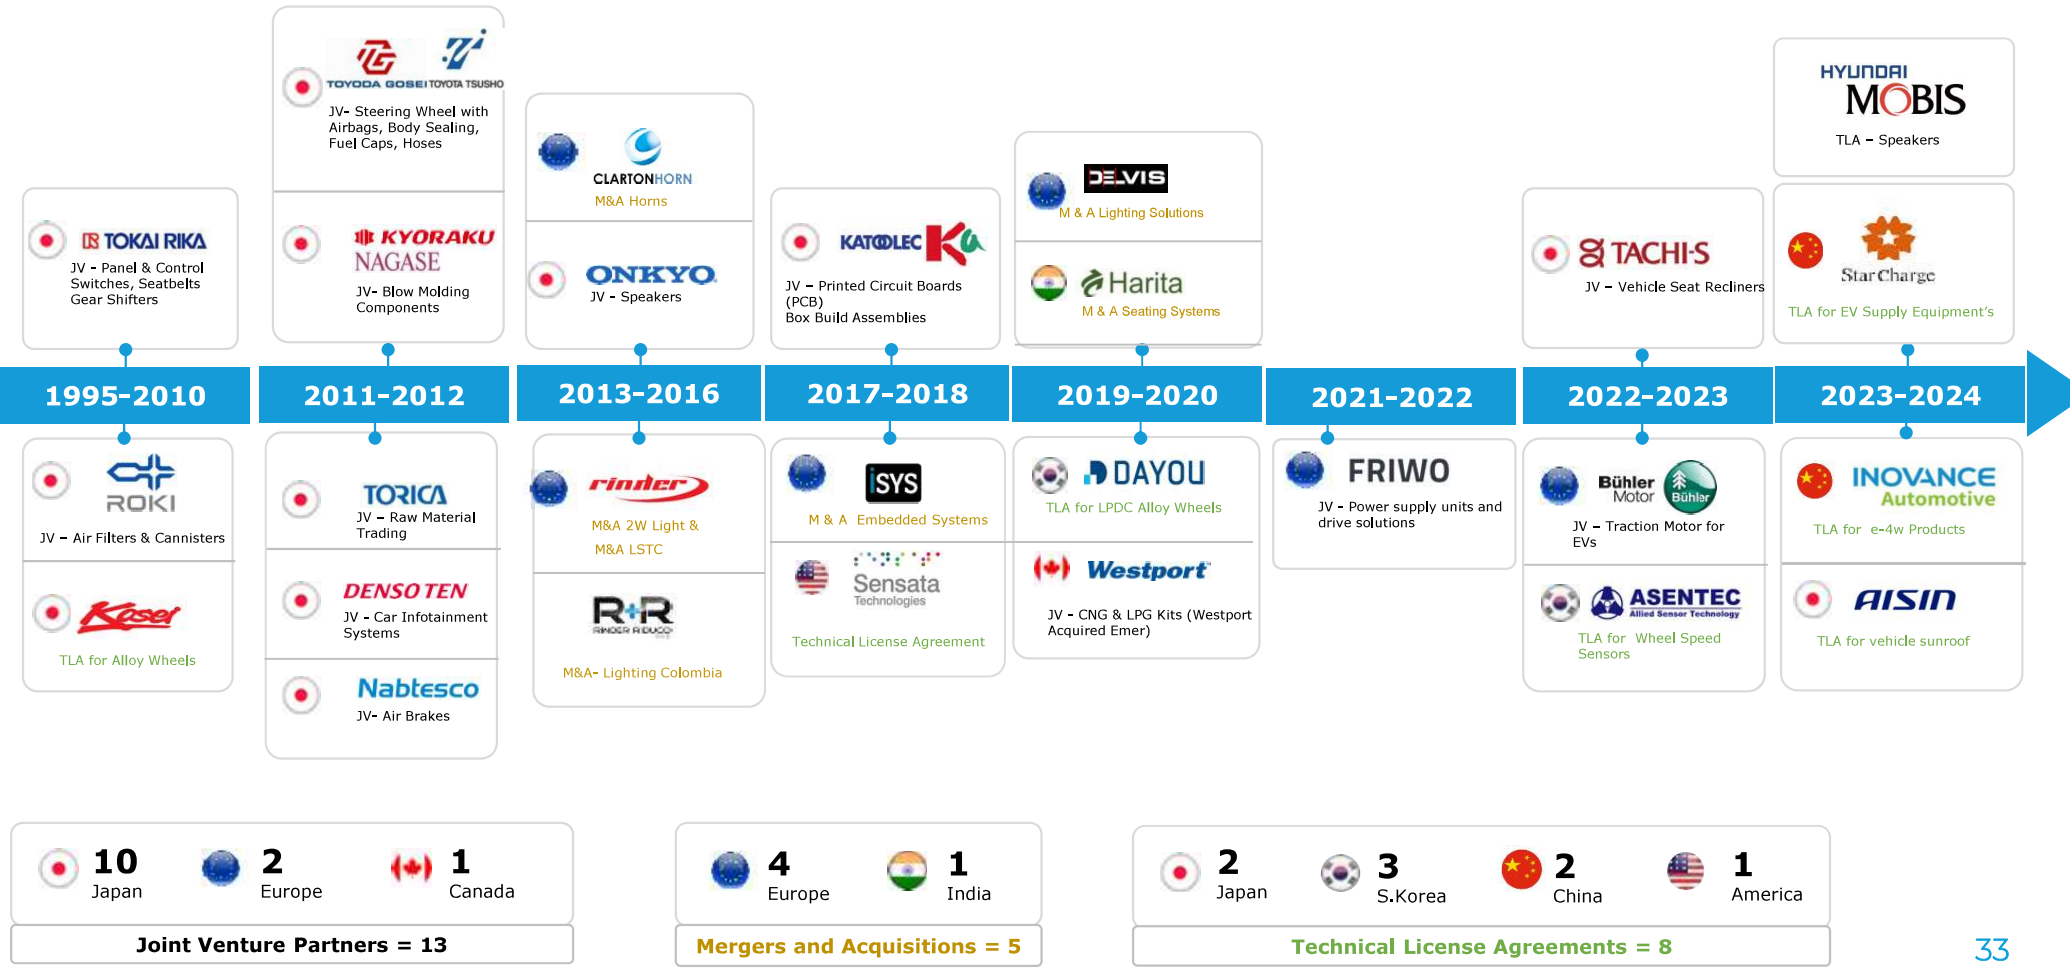 TOYODA GOSEI TOYOTA TSUSHO
JV- Steering Wheel with
Airbags, Body Sealing,
Fuel Caps, Hoses
KYORAKU
NAGASE
JV- Blow Molding
Components
CLARTONHORN
M&A Horns
ONKYO
JV - Speakers
TOKAI RIKA
JV - Panel & Control
Switches, Seatbelts
Gear Shifters
KATOLEC
JV – Printed Circuit Boards
(PCB)
Box Build Assemblies
DELVIS
M & A Lighting Solutions
Harita
M & A Seating Systems
TACHI-S
JV – Vehicle Seat Recliners
HYUNDAI
MOBIS
TLA – Speakers
StarCharge
TLA for EV Supply Equipment's
1995-2010
2011-2012
2013-2016
2017-2018
2019-2020
2021-2022
2022-2023
2023-2024
ROKI
JV – Air Filters & Cannisters
Kosei
TLA for Alloy Wheels
TORICA
JV – Raw Material
Trading
DENSO TEN
JV – Car Infotainment
Systems
Nabtesco
JV- Air Brakes
rinder
M&A 2W Light &
M&A LSTC
R+R
RINDER RIDUCO
M&A- Lighting Colombia
iSYS
M & A Embedded Systems
Sensata
Technologies
Technical License Agreement
DAYOU
TLA for LPDC Alloy Wheels
Westport
JV - CNG & LPG Kits (Westport
Acquired Emer)
FRIWO
JV - Power supply units and
drive solutions
Bühler
Motor
Bühler
JV – Traction Motor for
EVs
ASENTEC
Allied Sensor Technology
TLA for Wheel Speed
Sensors
INOVANCE
Automotive
TLA for e-4w Products
AISIN
TLA for vehicle sunroof
10
Japan
2
Europe
1
Canada
Joint Venture Partners = 13
4
Europe
1
India
Mergers and Acquisitions = 5
2
Japan
3
S.Korea
2
China
1
America
Technical License Agreements = 8
33